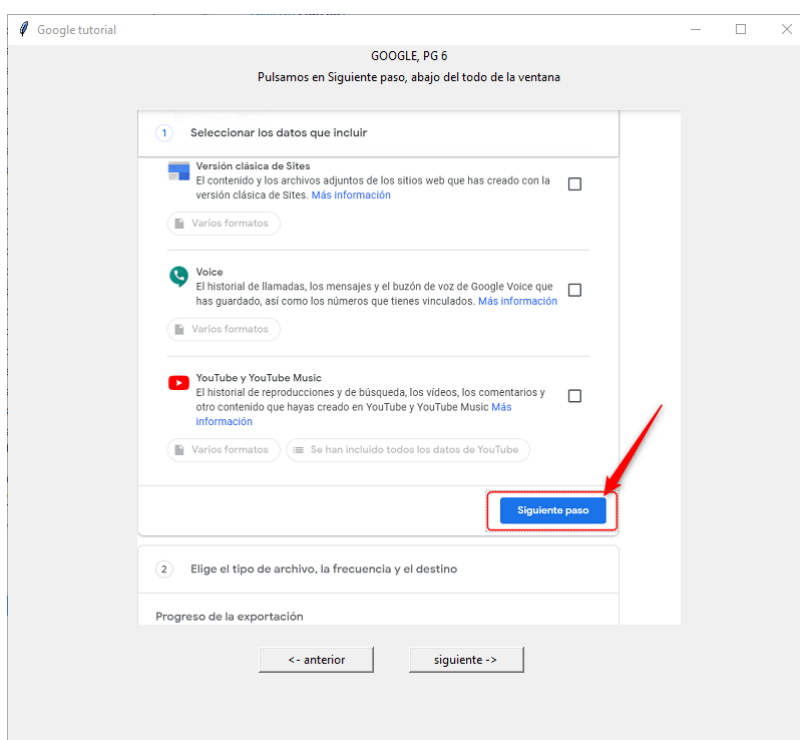 Google tutorial
GOOGLE, PG 6
Pulsamos en Siguiente paso, abajo del todo de la ventana
1 Seleccionar los datos que incluir
Versión clásica de Sites
El contenido y los archivos adjuntos de los sitios web que has creado con la
versión clásica de Sites. Más información
Varios formatos
Voice
El historial de llamadas, los mensajes y el buzón de voz de Google Voice que
has guardado, así como los números que tienes vinculados. Más información
Varios formatos
YouTube y YouTube Music
El historial de reproducciones y de búsqueda, los vídeos, los comentarios y
otro contenido que hayas creado en YouTube y YouTube Music Más
información
Varios formatos Se han incluido todos los datos de YouTube
Siguiente paso
2 Elige el tipo de archivo, la frecuencia y el destino
Progreso de la exportación
<- anterior siguiente ->